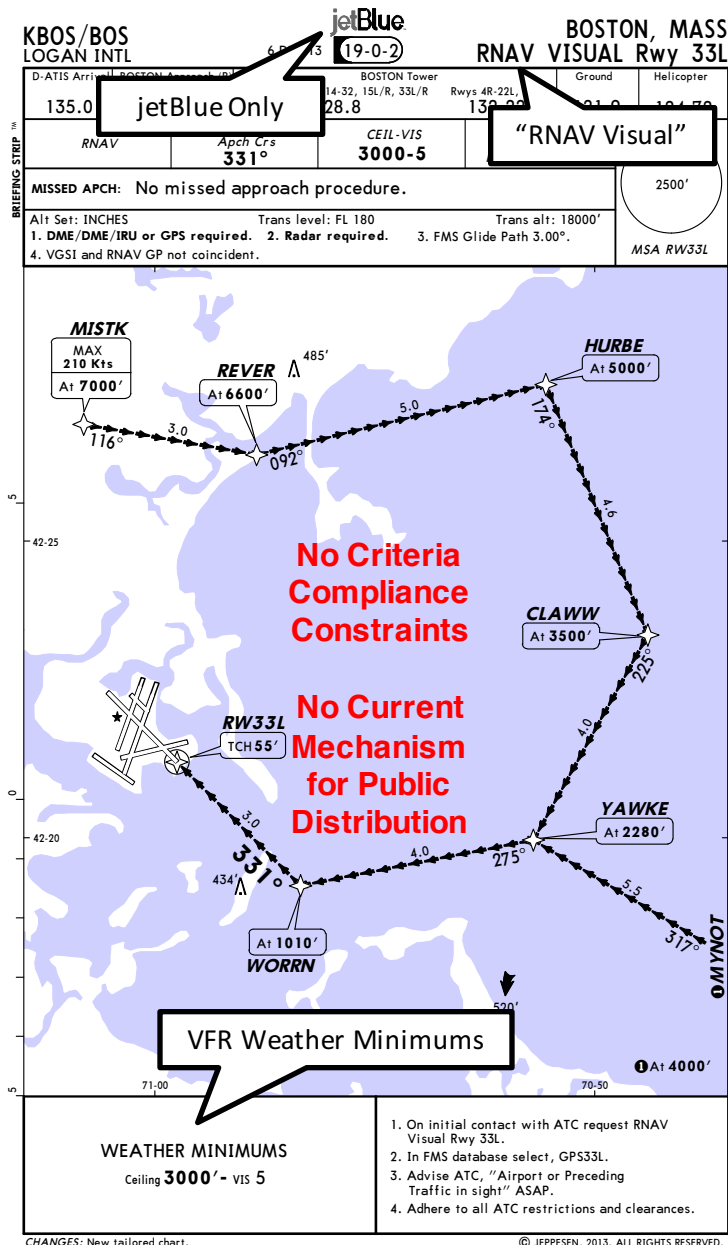 KBOS/BOS
LOGAN INTL
jetBlue
19-0-2
BOSTON, MASS
RNAV VISUAL Rwy 33L
jetBlue Only
"RNAV Visual"
D-ATIS Arrival
BOSTON Tower
Rwys 4R-22L,
Ground
Helicopter
135.0
BRIEFING STRIP TM
RNAV
Apch Crs
331°
CEIL-VIS
3000-5
2500'
MSA RW33L
MISSED APCH: No missed approach procedure.
Alt Set: INCHES Trans level: FL 180 Trans alt: 18000'
1. DME/DME/IRU or GPS required. 2. Radar required. 3. FMS Glide Path 3.00°.
4. VGSI and RNAV GP not coincident.
MISTK
MAX
210 Kts
At 7000'
116°
3.0
REVER
At 6600'
485'
092°
5.0
HURBE
At 5000'
174°
4.6
5
42-25
No Criteria
Compliance
Constraints
CLAWW
At 3500'
225°
4.0
No Current
Mechanism
for Public
Distribution
RW33L
TCH 55'
3.0
331°
434'
0
42-20
YAWKE
At 2280'
275°
4.0
5.5
317°
1 MYNOT
At 1010'
WORRN
520'
VFR Weather Minimums
1 At 4000'
5
71-00
70-50
WEATHER MINIMUMS
Ceiling 3000'- VIS 5
1. On initial contact with ATC request RNAV
Visual Rwy 33L.
2. In FMS database select, GPS33L.
3. Advise ATC, "Airport or Preceding
Traffic in sight" ASAP.
4. Adhere to all ATC restrictions and clearances.
CHANGES: New tailored chart.
© JEPPESEN, 2013. ALL RIGHTS RESERVED.